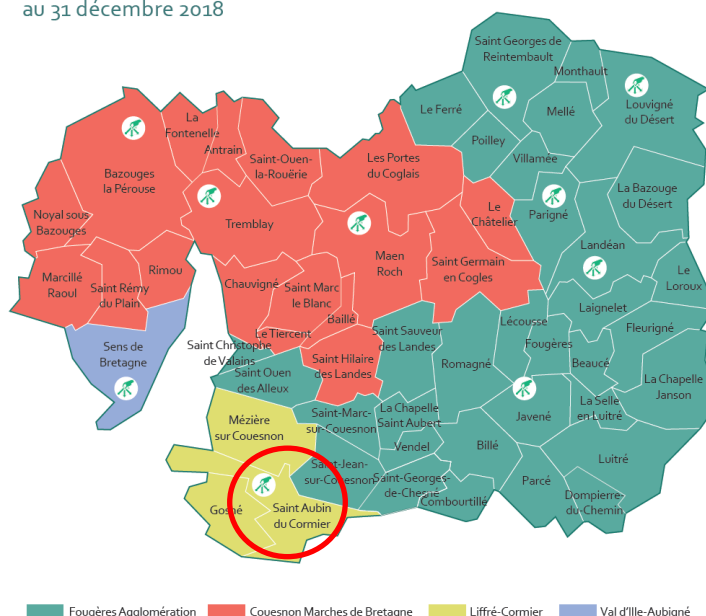 au 31 décembre 2018
Saint Georges de
Reintembault
Monthault
Louvigné
du Désert
Le Ferré
Mellé
Poilley
Villamée
La
Fontenelle
Antrain
Saint-Ouen-
la-Rouërie
Les Portes
du Coglais
Bazouges
la Pérouse
La Bazouge
du Désert
Le
Châtelier
Parigné
Noyal sous
Bazouges
Tremblay
Landéan
Maen
Roch
Saint Germain
en Cogles
Le
Loroux
Marcillé
Raoul
Saint Rémy
du Plain
Rimou
Chauvigné
Saint Marc
le Blanc
Baillé
Laignelet
Lécousse
Fleurigné
Le Tiercent
Saint Sauveur
des Landes
Fougères
Sens de
Bretagne
Saint Christophe
de Valains
Saint Hilaire
des Landes
Romagné
Beaucé
Saint Ouen
des Alleux
La Chapelle
Janson
Mézière
sur Couesnon
Saint-Marc-
sur-Couesnon
La Chapelle
Saint Aubert
Javené
La Selle
en Luitré
Vendel
Billé
Luitré
Saint-Jean-
sur-Couesnon
Saint-Georges-
de-Chesné
Parcé
Combourtillé
Dompierre
du Chemin
Gosné
Saint Aubin
du Cormier
Fougères Agglomération
Couesnon Marches de Bretagne
Liffré-Cormier
Val d'Ille-Aubigné